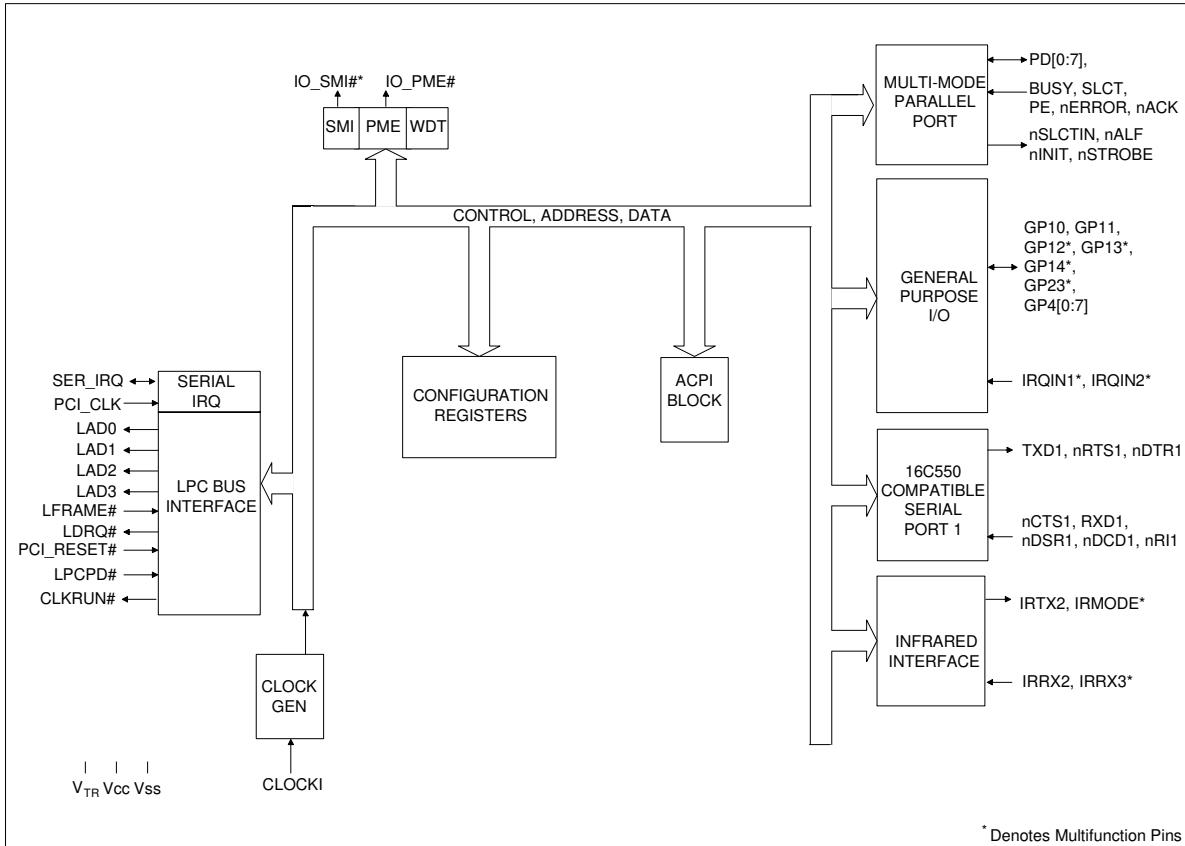 IO_SMI#* IO_PME#
SMI PME WDT
CONTROL, ADDRESS, DATA
MULTI-MODE
PARALLEL
PORT
PD[0:7],
BUSY, SLCT,
PE, nERROR, nACK
nSLCTIN, nALF
nINIT, nSTROBE
GENERAL
PURPOSE
I/O
GP10, GP11,
GP12*, GP13*,
GP14*,
GP23*,
GP4[0:7]
IRQIN1*, IRQIN2*
CONFIGURATION
REGISTERS
ACPI
BLOCK
SER_IRQ
PCI_CLK
SERIAL
IRQ
LAD0
LAD1
LAD2
LAD3
LFRAME#
LDRQ#
PCI_RESET#
LPCPD#
CLKRUN#
LPC BUS
INTERFACE
16C550
COMPATIBLE
SERIAL
PORT 1
TXD1, nRTS1, nDTR1
nCTS1, RXD1,
nDSR1, nDCD1, nRI1
INFRARED
INTERFACE
IRTX2, IRMODE*
IRRX2, IRRX3*
CLOCK
GEN
CLOCKI
VTR Vcc Vss
* Denotes Multifunction Pins